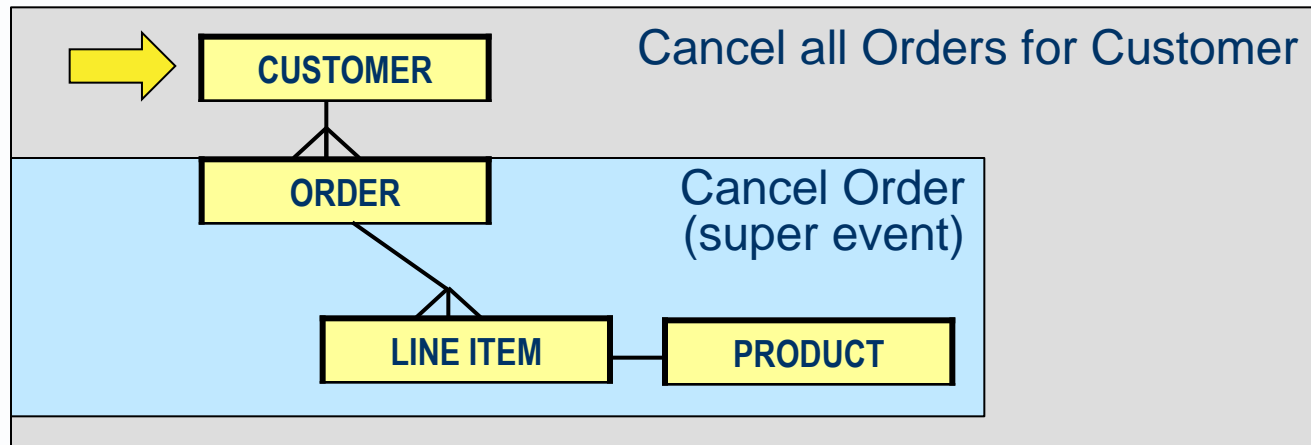 Cancel all Orders for Customer
CUSTOMER
ORDER
Cancel Order
(super event)
LINE ITEM
PRODUCT